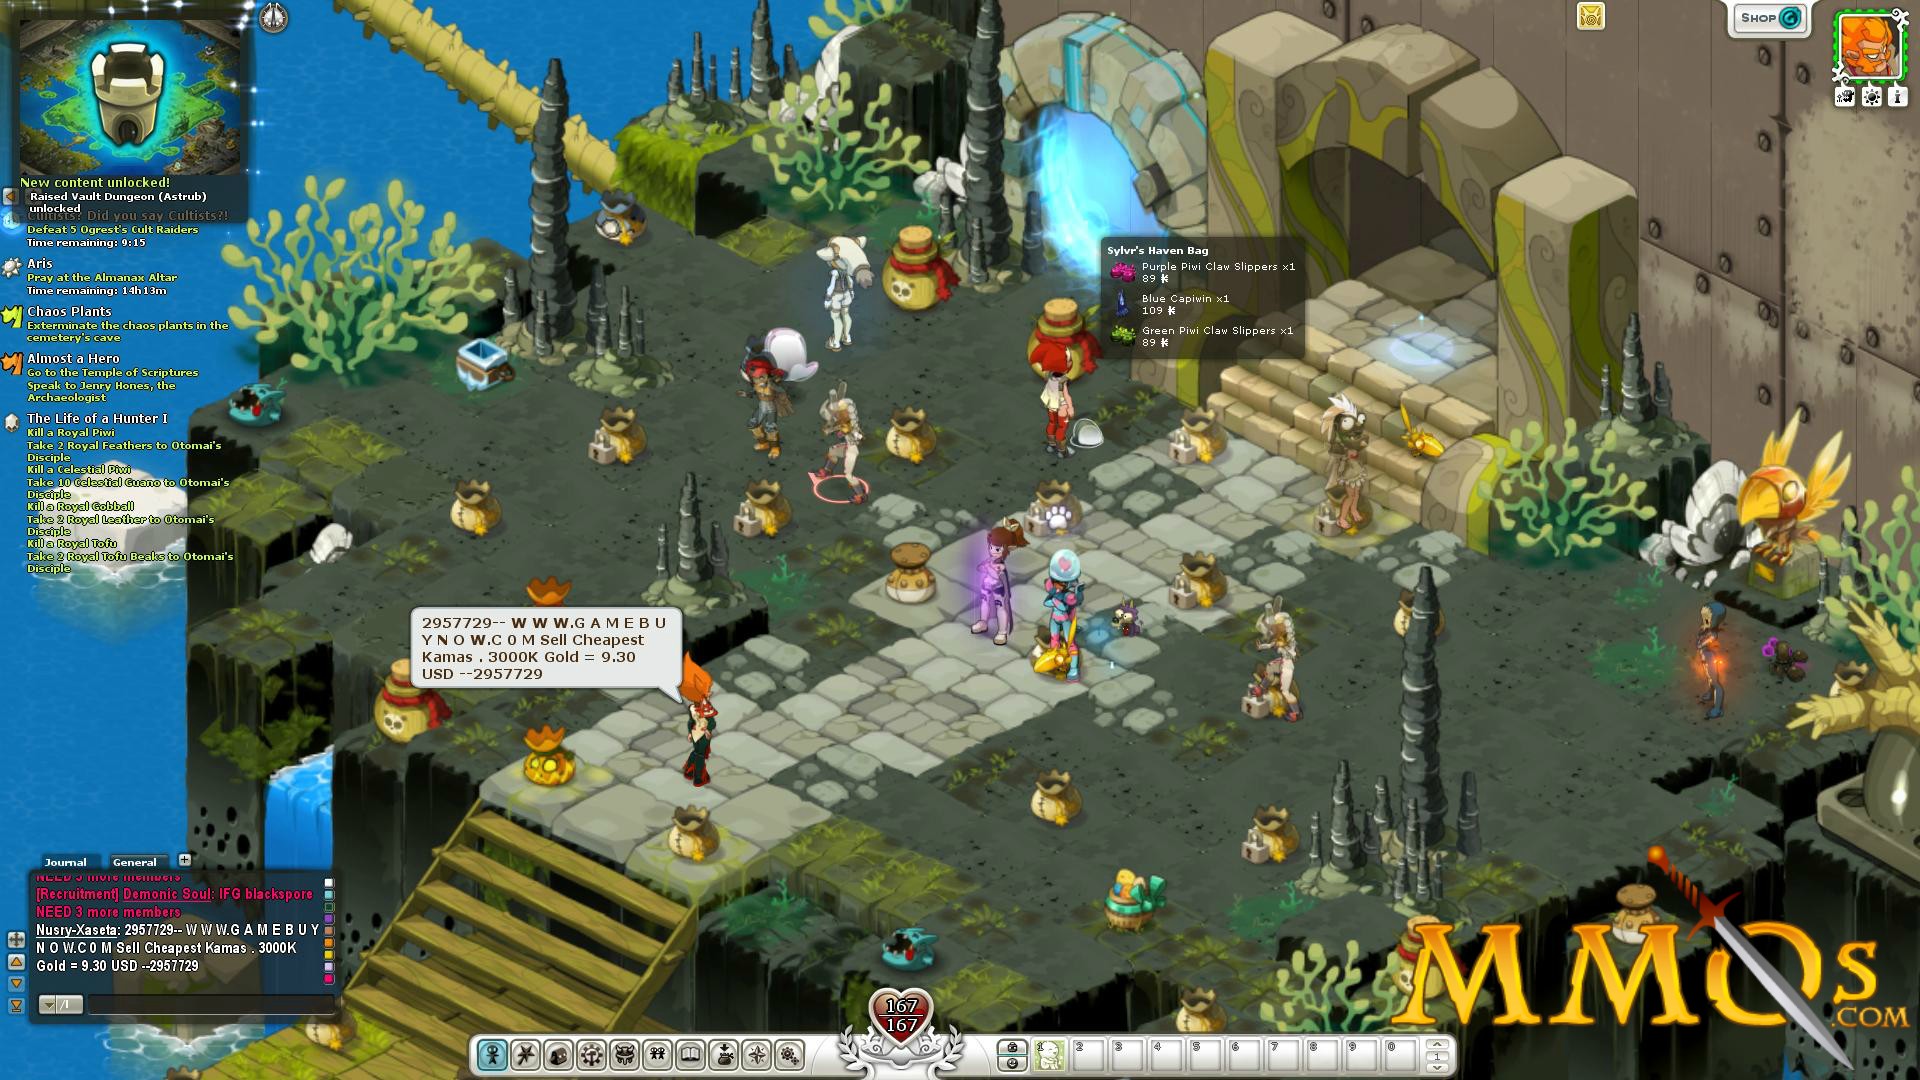 New content unlocked!
Raised Vault Dungeon (Astrub)
unlocked
Cultists? Did you say Cultists?!
Defeat 5 Ogrest's Cult Raiders
Time remaining: 9:15
Aris
Pray at the Almanax Altar
Time remaining: 14h13m
Chaos Plants
Exterminate the chaos plants in the
cemetery's cave
Almost a Hero
Go to the Temple of Scriptures
Speak to Jenry Hones, the
Archaeologist
The Life of a Hunter I
Kill a Royal Piwi
Take 2 Royal Feathers to Otomai's
Disciple
Kill a Celestial Piwi
Take 10 Celestial Guano to Otomai's
Disciple
Kill a Royal Gobball
Take 2 Royal Leather to Otomai's
Disciple
Kill a Royal Tofu
Take 2 Royal Tofu Beaks to Otomai's
Disciple
SHOP
Sylvr's Haven Bag
Purple Piwi Claw Slippers x1
89
Blue Capiwin x1
109
Green Piwi Claw Slippers x1
89
2957729-- W W W.G A M E B U
Y N O W.C 0 M Sell Cheapest
Kamas . 3000K Gold = 9.30
USD --2957729
Journal
General
NEED 3 more members
[Recruitment] Demonic Soul: IFG blackspore
NEED 3 more members
Nusry-Xaseta: 2957729-- W W W.G A M E B U Y
N O W.C 0 M Sell Cheapest Kamas . 3000K
Gold = 9.30 USD --2957729
/l
167
167
1 2 3 4 5 6 7 8 9 0
1
MMOs
.COM